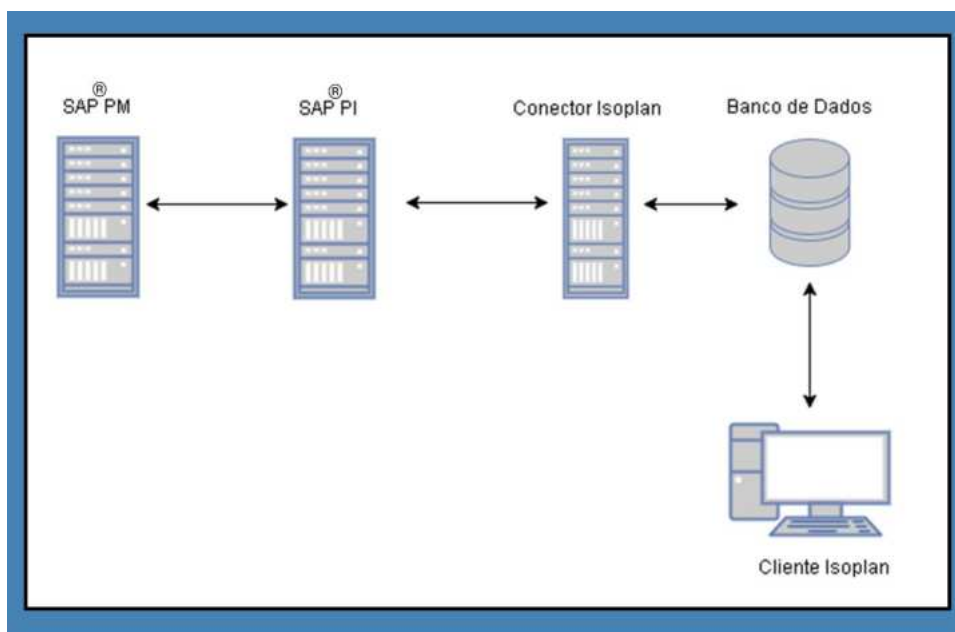 SAP®PM
SAP®PI
Conector Isoplan
Banco de Dados
Cliente Isoplan